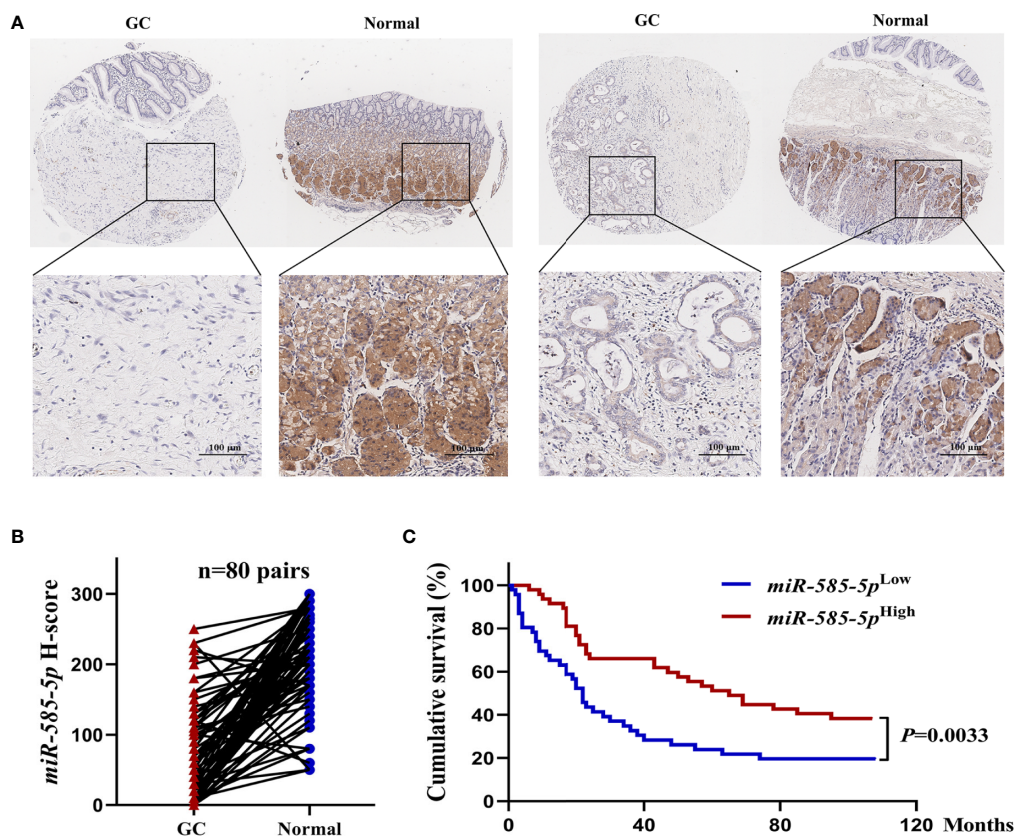 A
GC
Normal
GC
Normal
100 µm
100 µm
100 µm
100 µm
B
C
miR-585-5p H-score
n=80 pairs
300
200
100
0
GC
Normal
Cumulative survival (%)
100
80
60
40
20
0
0
40
80
120
Months
miR-585-5pLow
miR-585-5pHigh
P=0.0033